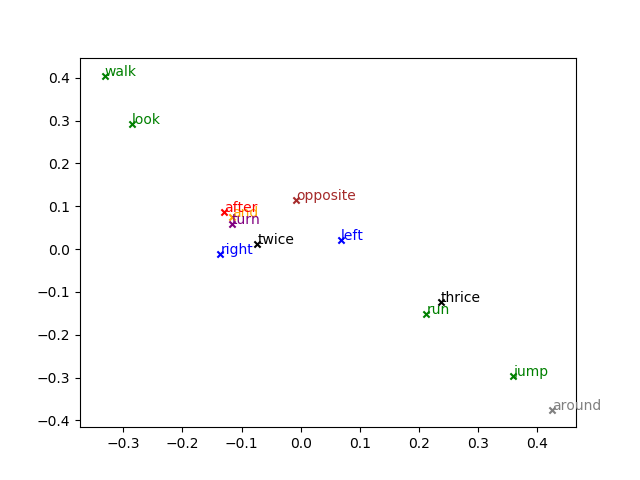 walk
look
opposite
after
and
turn
left
twice
right
thrice
run
jump
around
0.4
0.3
0.2
0.1
0.0
−0.1
−0.2
−0.3
−0.4
−0.3 −0.2 −0.1 0.0 0.1 0.2 0.3 0.4